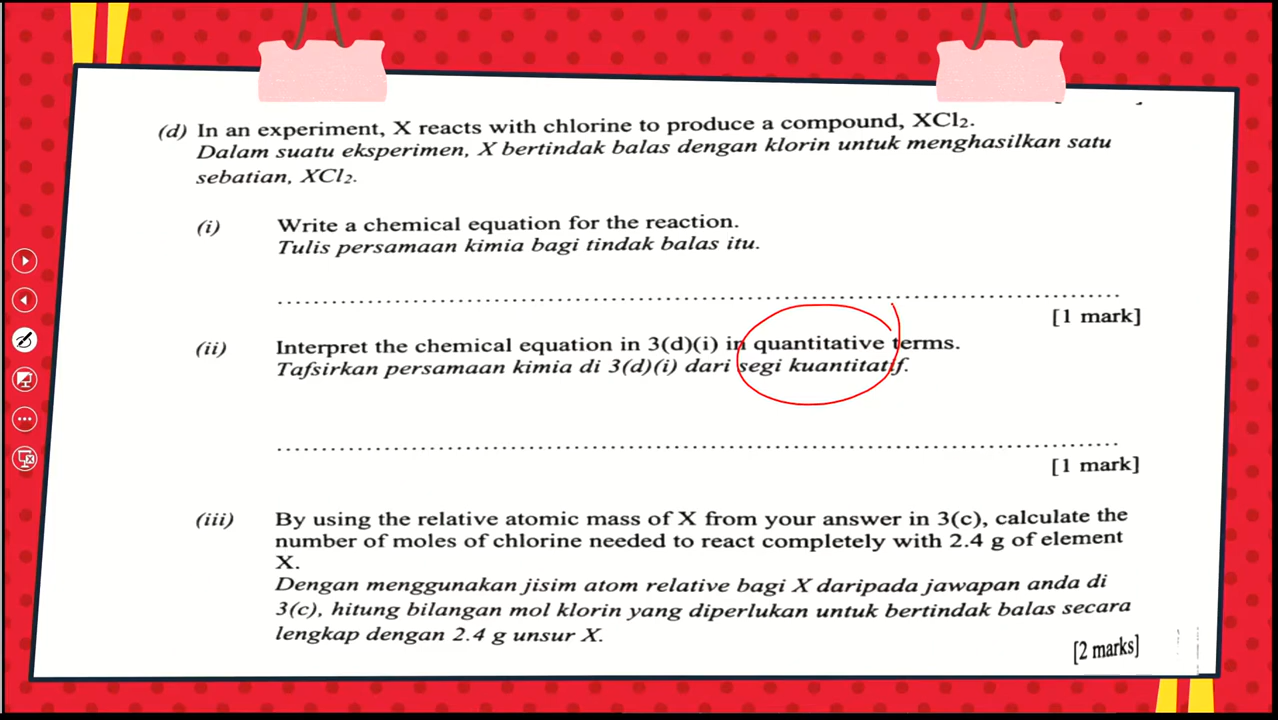 (d) In an experiment, X reacts with chlorine to produce a compound, XCl₂.
Dalam suatu eksperimen, X bertindak balas dengan klorin untuk menghasilkan satu
sebatian, XCl₂.
(i) Write a chemical equation for the reaction.
Tulis persamaan kimia bagi tindak balas itu.
[1 mark]
(ii) Interpret the chemical equation in 3(d)(i) in quantitative terms.
Tafsirkan persamaan kimia di 3(d)(i) dari segi kuantitatif.
[1 mark]
(iii) By using the relative atomic mass of X from your answer in 3(c), calculate the
number of moles of chlorine needed to react completely with 2.4 g of element
X.
Dengan menggunakan jisim atom relative bagi X daripada jawapan anda di
3(c), hitung bilangan mol klorin yang diperlukan untuk bertindak balas secara
lengkap dengan 2.4 g unsur X.
[2 marks]